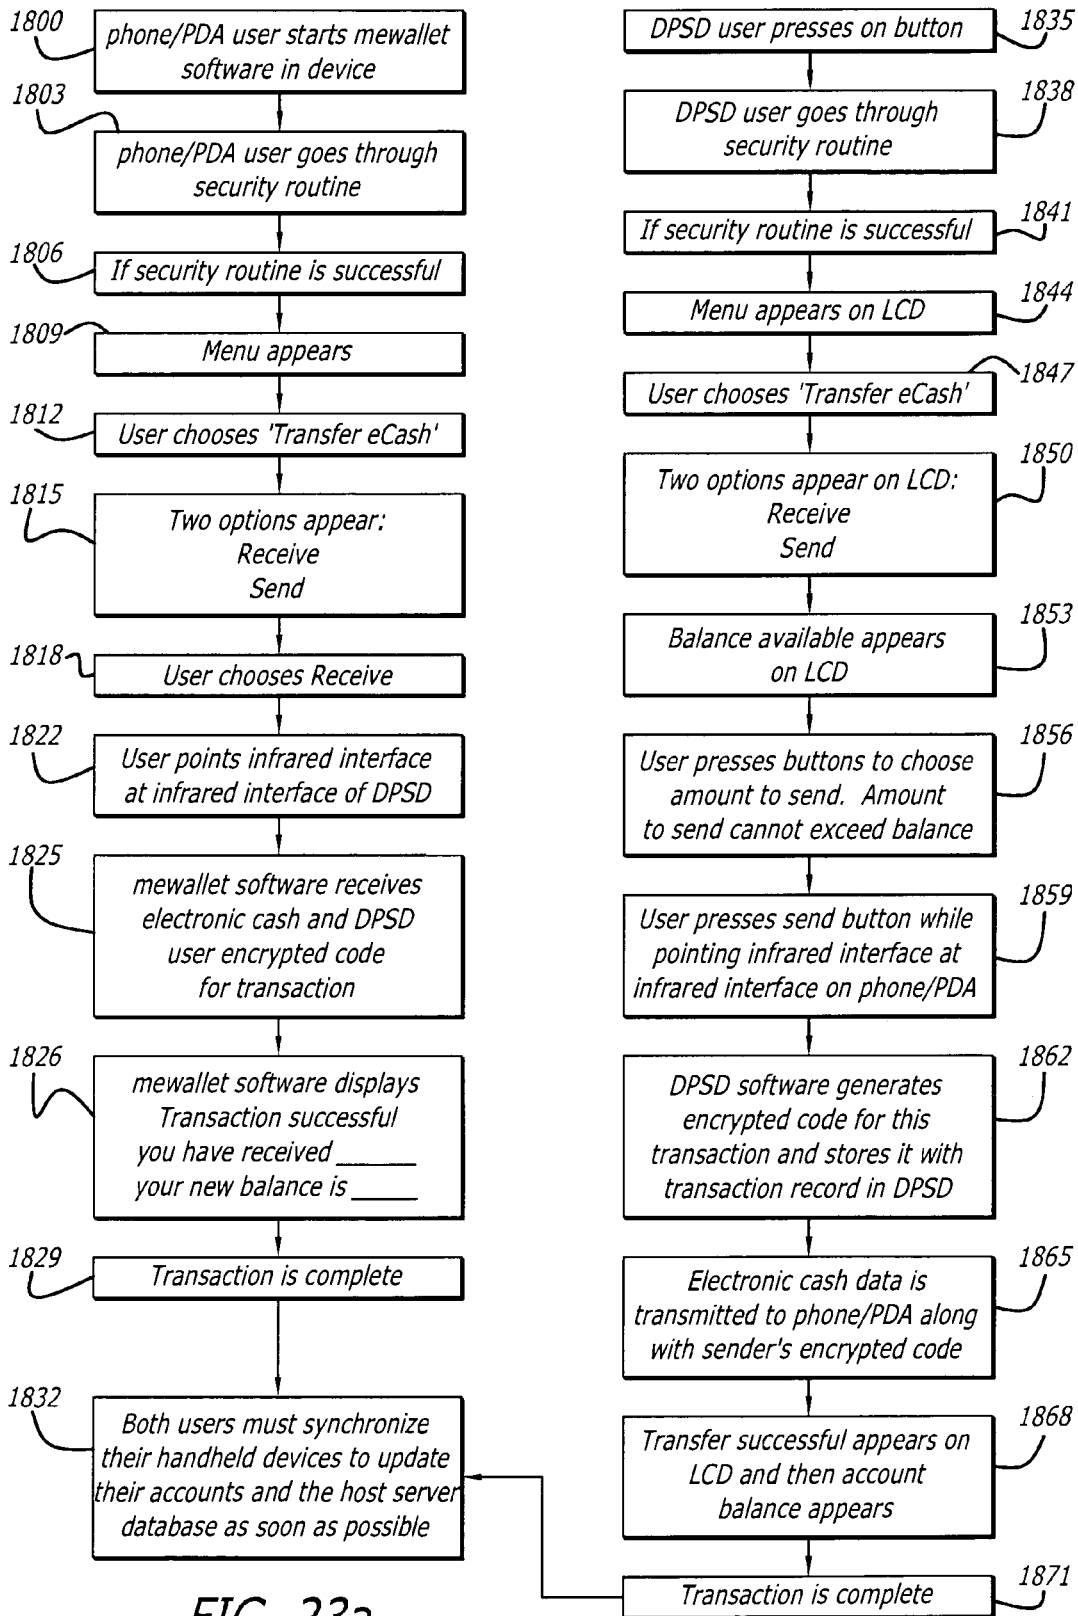 1800
phone/PDA user starts mewallet
software in device
1803
phone/PDA user goes through
security routine
1806
If security routine is successful
1809
Menu appears
1812
User chooses 'Transfer eCash'
1815
Two options appear:
Receive
Send
1818
User chooses Receive
1822
User points infrared interface
at infrared interface of DPSD
1825
mewallet software receives
electronic cash and DPSD
user encrypted code
for transaction
1826
mewallet software displays
Transaction successful
you have received ______
your new balance is _____
1829
Transaction is complete
1832
Both users must synchronize
their handheld devices to update
their accounts and the host server
database as soon as possible
1835
DPSD user presses on button
1838
DPSD user goes through
security routine
1841
If security routine is successful
1844
Menu appears on LCD
1847
User chooses 'Transfer eCash'
1850
Two options appear on LCD:
Receive
Send
1853
Balance available appears
on LCD
1856
User presses buttons to choose
amount to send. Amount
to send cannot exceed balance
1859
User presses send button while
pointing infrared interface at
infrared interface on phone/PDA
1862
DPSD software generates
encrypted code for this
transaction and stores it with
transaction record in DPSD
1865
Electronic cash data is
transmitted to phone/PDA along
with sender's encrypted code
1868
Transfer successful appears on
LCD and then account
balance appears
1871
Transaction is complete
FIG. 23a